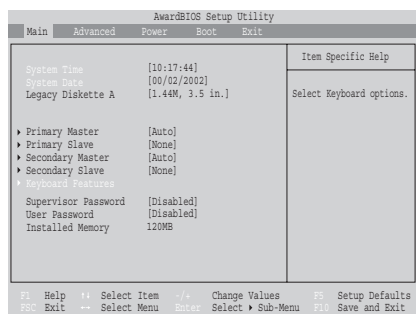 AwardBIOS Setup Utility
Main Advanced Power Boot Exit
Item Specific Help
System Time [10:17:44]
System Date [00/02/2002]
Legacy Diskette A [1.44M, 3.5 in.]
Select Keyboard options.
Primary Master [Auto]
Primary Slave [None]
Secondary Master [Auto]
Secondary Slave [None]
Keyboard Features
Supervisor Password [Disabled]
User Password [Disabled]
Installed Memory 120MB
F1 Help ↑↓ Select Item -/+ Change Values F5 Setup Defaults
ESC Exit ↔ Select Menu Enter Select ▸ Sub-Menu F10 Save and Exit